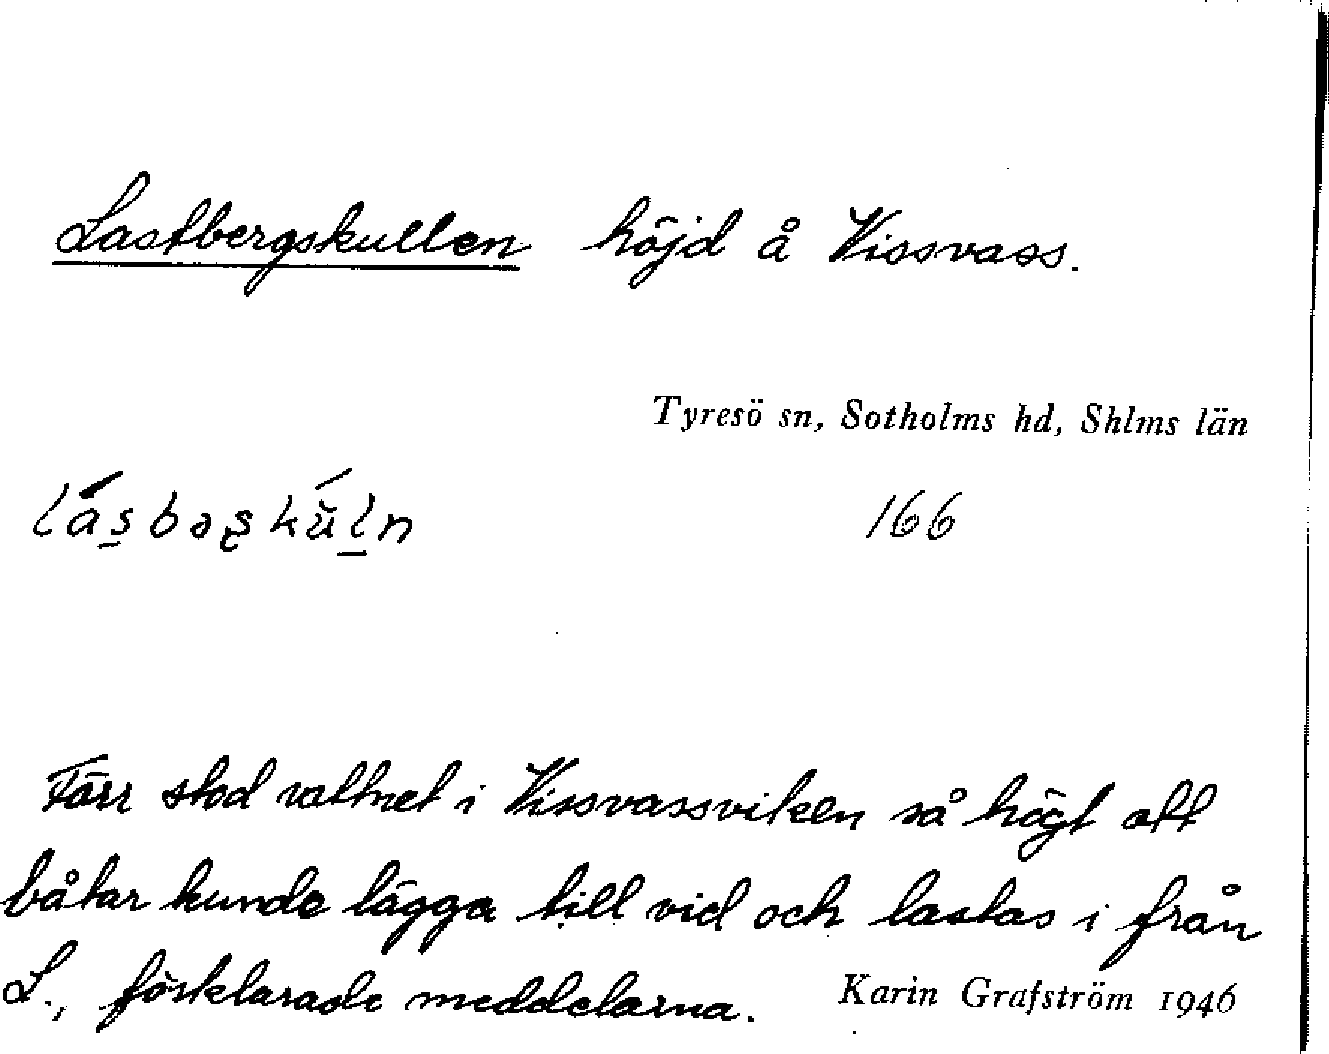 Lastbergskullen höjd å Vissvass.
Tyresö sn, Sotholms hd, Shlms län
166
Förr stod vattnet i Vissvassviken så högt att
båtar kunde lägga till vid och lastas i från
L., förklarade meddelarna. Karin Grafström 1946